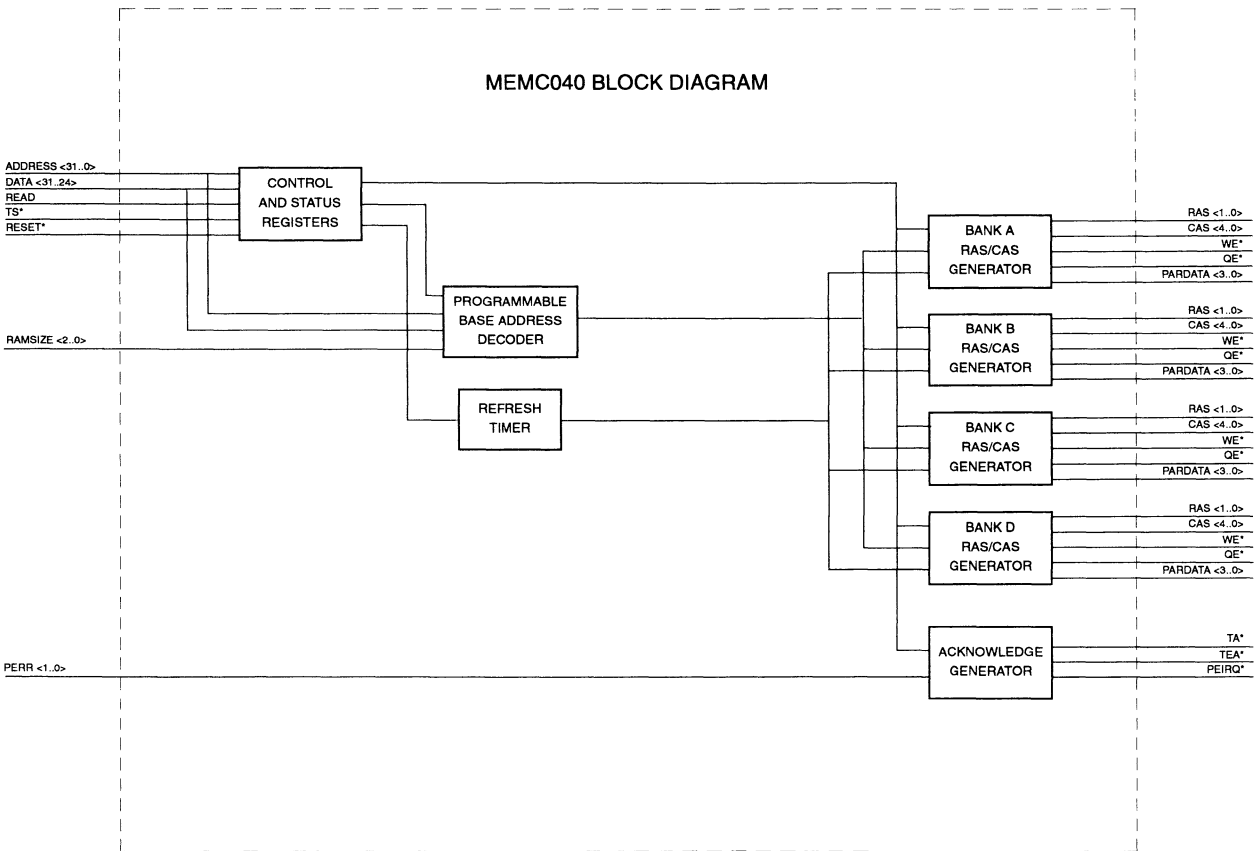 MEMC040 BLOCK DIAGRAM
ADDRESS <31..0>
DATA <31..24>
READ
TS*
RESET*
RAMSIZE <2..0>
PERR <1..0>
CONTROL
AND STATUS
REGISTERS
PROGRAMMABLE
BASE ADDRESS
DECODER
REFRESH
TIMER
BANK A
RAS/CAS
GENERATOR
RAS <1..0>
CAS <4..0>
WE*
QE*
PARDATA <3..0>
BANK B
RAS/CAS
GENERATOR
RAS <1..0>
CAS <4..0>
WE*
QE*
PARDATA <3..0>
BANK C
RAS/CAS
GENERATOR
RAS <1..0>
CAS <4..0>
WE*
QE*
PARDATA <3..0>
BANK D
RAS/CAS
GENERATOR
RAS <1..0>
CAS <4..0>
WE*
QE*
PARDATA <3..0>
ACKNOWLEDGE
GENERATOR
TA*
TEA*
PEIRQ*